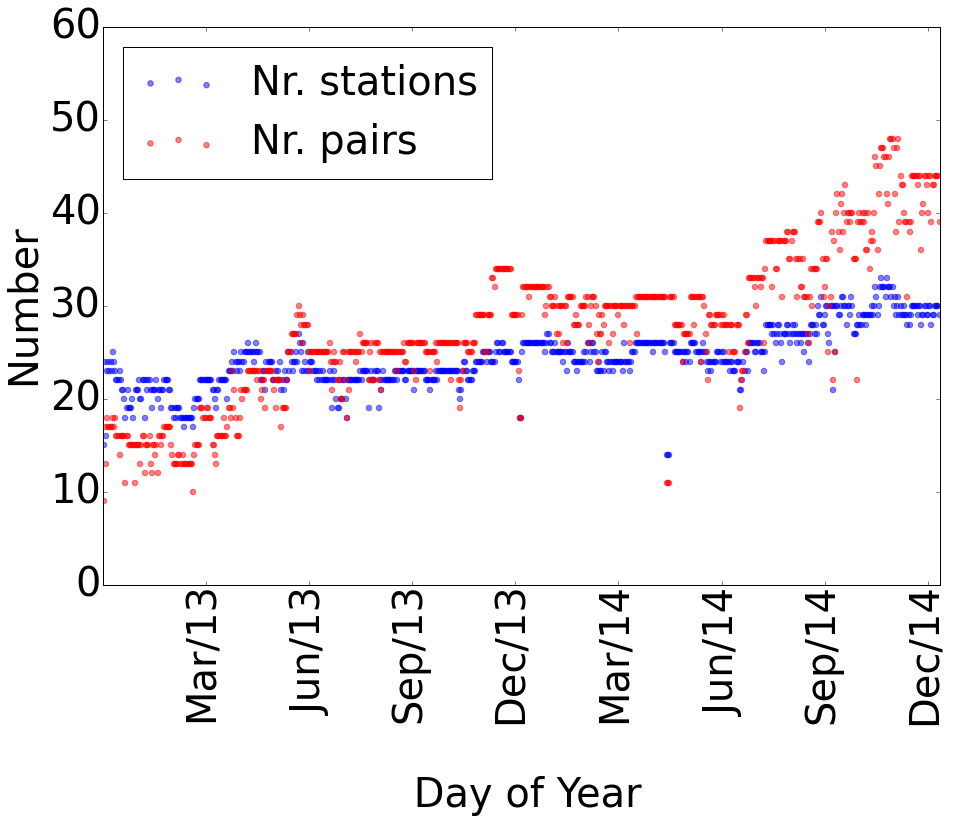 60
50
40
30
20
10
0
Number
Nr. stations
Nr. pairs
Mar/13
Jun/13
Sep/13
Dec/13
Mar/14
Jun/14
Sep/14
Dec/14
Day of Year